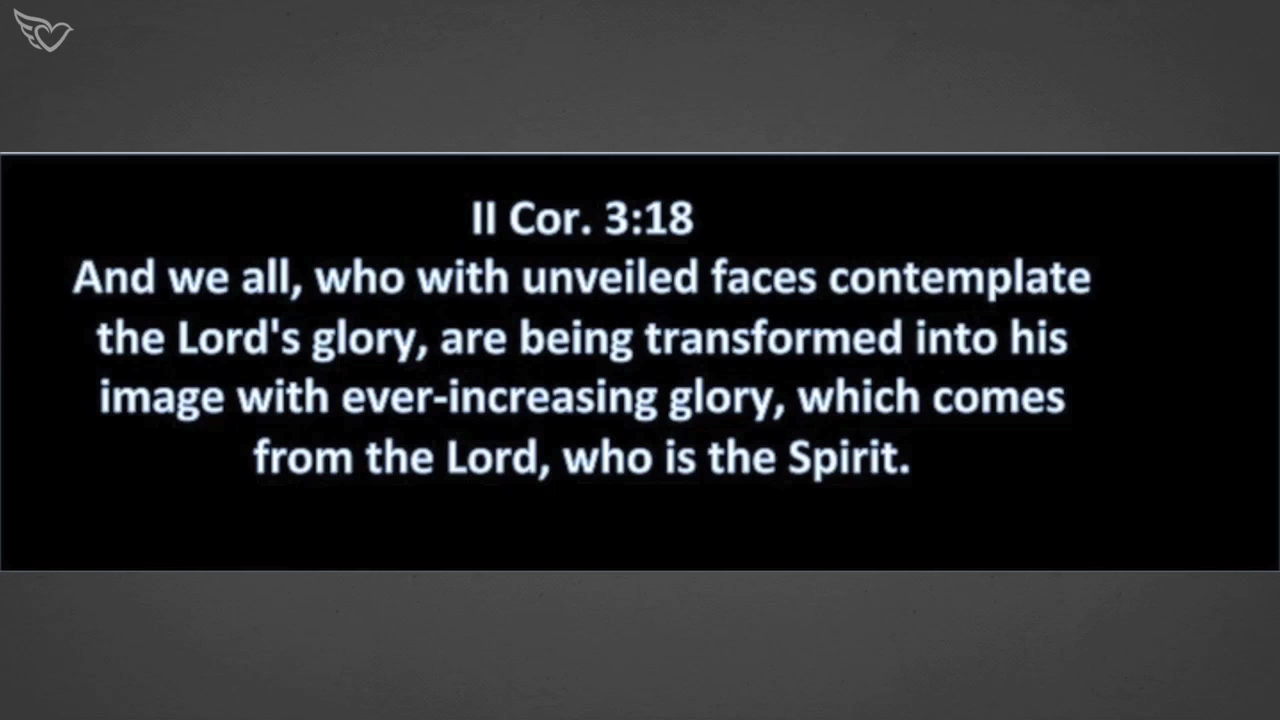 II Cor. 3:18
And we all, who with unveiled faces contemplate
the Lord's glory, are being transformed into his
image with ever-increasing glory, which comes
from the Lord, who is the Spirit.